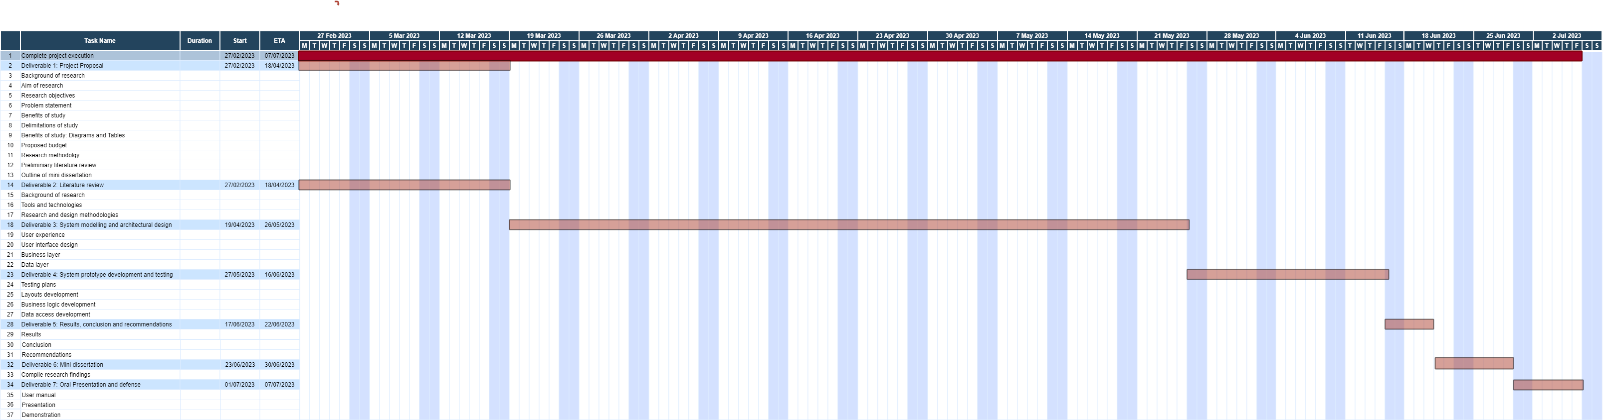 Task Name Duration Start ETA 27 Feb 2023 5 Mar 2023 12 Mar 2023 19 Mar 2023 26 Mar 2023 2 Apr 2023 9 Apr 2023 16 Apr 2023 23 Apr 2023 30 Apr 2023 7 May 2023 14 May 2023 21 May 2023 28 May 2023 4 Jun 2023 11 Jun 2023 18 Jun 2023 25 Jun 2023 2 Jul 2023
M T W T F S S M T W T F S S M T W T F S S M T W T F S S M T W T F S S M T W T F S S M T W T F S S M T W T F S S M T W T F S S M T W T F S S M T W T F S S M T W T F S S M T W T F S S M T W T F S S M T W T F S S M T W T F S S M T W T F S S M T W T F S S M T W T F S S
1 Complete project execution 27/02/2023 07/07/2023
2 Deliverable 1: Project Proposal 27/02/2023 18/04/2023
3 Background of research
4 Aim of research
5 Research objectives
6 Problem statement
7 Benefits of study
8 Delimitations of study
9 Benefits of study: Diagrams and Tables
10 Proposed budget
11 Research methodolgy
12 Prelimimary literature review
13 Outline of mini dissertation
14 Deliverable 2: Literature review 27/02/2023 18/04/2023
15 Background of research
16 Tools and technologies
17 Research and design methodologies
18 Deliverable 3: System modelling and architectural design 19/04/2023 26/05/2023
19 User experience
20 User interface design
21 Business layer
22 Data layer
23 Deliverable 4: System prototype development and testing 27/05/2023 16/06/2023
24 Testing plans
25 Layouts development
26 Business logic development
27 Data access development
28 Deliverable 5: Results, conclusion and recommendations 17/06/2023 22/06/2023
29 Results
30 Conclusion
31 Recommendations
32 Deliverable 6: Mini dissertation 23/06/2023 30/06/2023
33 Compile research findings
34 Deliverable 7: Oral Presentation and defense 01/07/2023 07/07/2023
35 User manual
36 Presentation
37 Demonstration